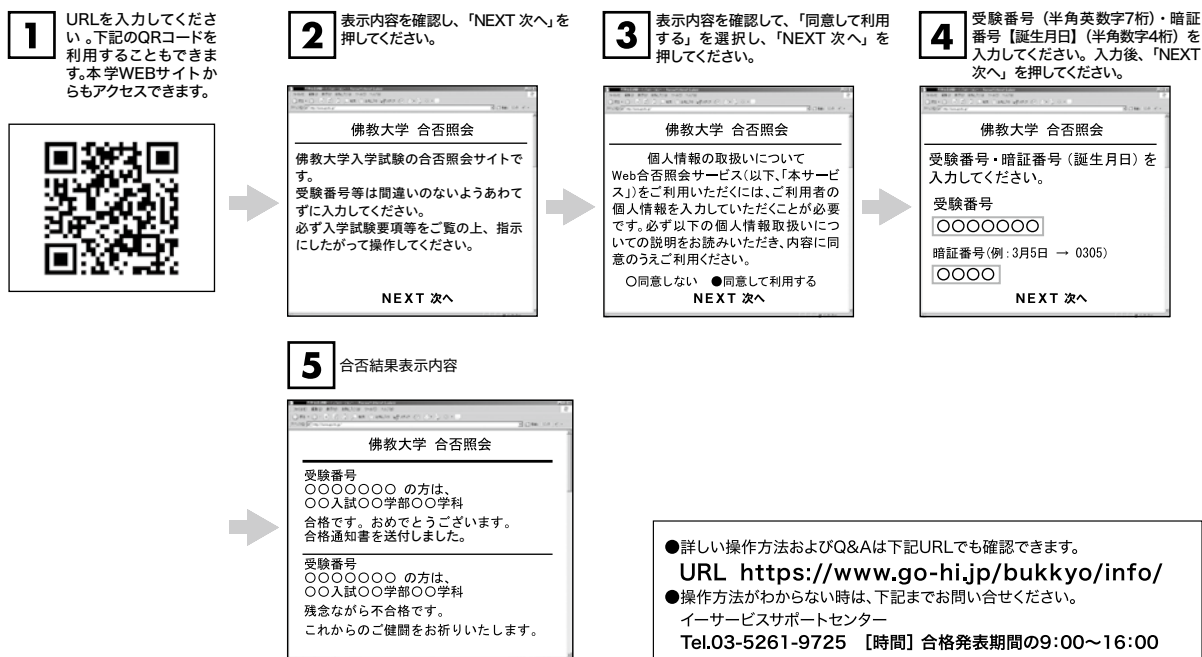 1
URLを入力してくださ
い 。下記のQRコードを
利用することもできま
す。本学WEBサイトか
らもアクセスできます。
2
表示内容を確認し、「NEXT 次へ」を
押してください。
佛教大学 合否照会
佛教大学入学試験の合否照会サイトで
す。
受験番号等は間違いのないようあわて
ずに入力してください。
必ず入学試験要項等をご覧の上、指示
にしたがって操作してください。
NEXT 次へ
3
表示内容を確認して、「同意して利用
する」を選択し、「NEXT 次へ」を
押してください。
佛教大学 合否照会
個人情報の取扱いについて
Web合否照会サービス(以下、「本サービ
ス」)をご利用いただくには、ご利用者の
個人情報を入力していただくことが必要
です。必ず以下の個人情報取扱いにつ
いての説明をお読みいただき、内容に同
意のうえご利用ください。
○同意しない ●同意して利用する
NEXT 次へ
4
受験番号（半角英数字7桁）・暗証
番号【誕生月日】（半角数字4桁）を
入力してください。入力後、「NEXT
次へ」を押してください。
佛教大学 合否照会
受験番号・暗証番号（誕生月日）を
入力してください。
受験番号
○○○○○○○
暗証番号(例：3月5日 → 0305)
○○○○
NEXT 次へ
5
合否結果表示内容
佛教大学 合否照会
受験番号
○○○○○○○ の方は、
○○入試○○学部○○学科
合格です。おめでとうございます。
合格通知書を送付しました。
受験番号
○○○○○○○ の方は、
○○入試○○学部○○学科
残念ながら不合格です。
これからのご健闘をお祈りいたします。
●詳しい操作方法およびQ&Aは下記URLでも確認できます。
URL https://www.go-hi.jp/bukkyo/info/
●操作方法がわからない時は、下記までお問い合せください。
イーサービスサポートセンター
Tel.03-5261-9725 ［時間］合格発表期間の9：00～16：00